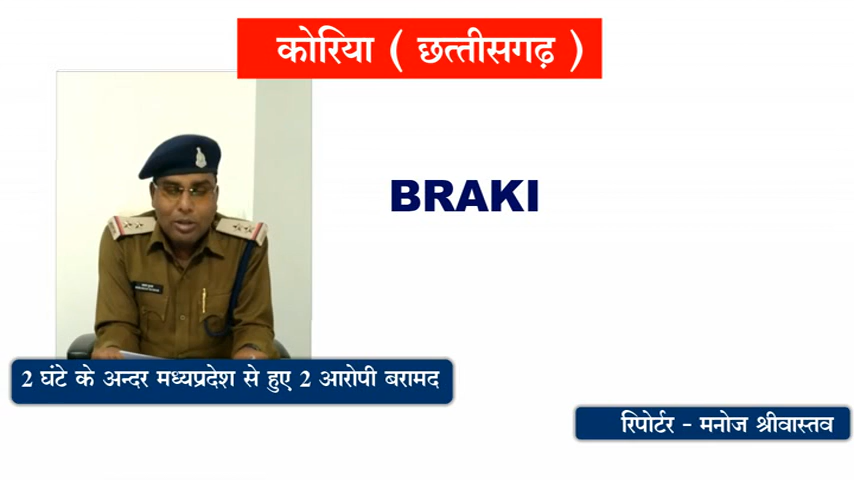 कोरिया ( छत्तीसगढ़ )
BRAKI
2 घंटे के अन्दर मध्यप्रदेश से हुए 2 आरोपी बरामद
रिपोर्टर - मनोज श्रीवास्तव